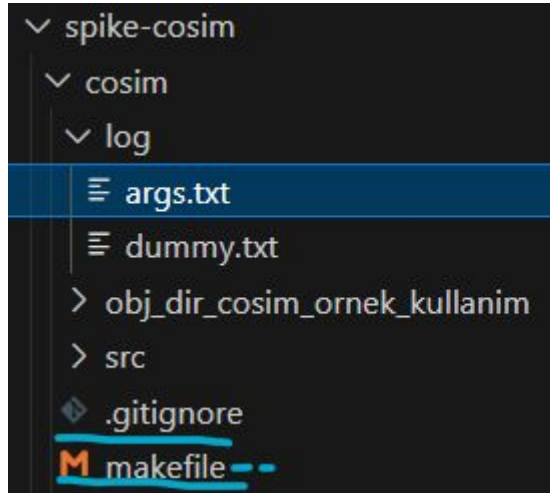 spike-cosim
cosim
log
args.txt
dummy.txt
obj_dir_cosim_ornek_kullanim
src
.gitignore
makefile